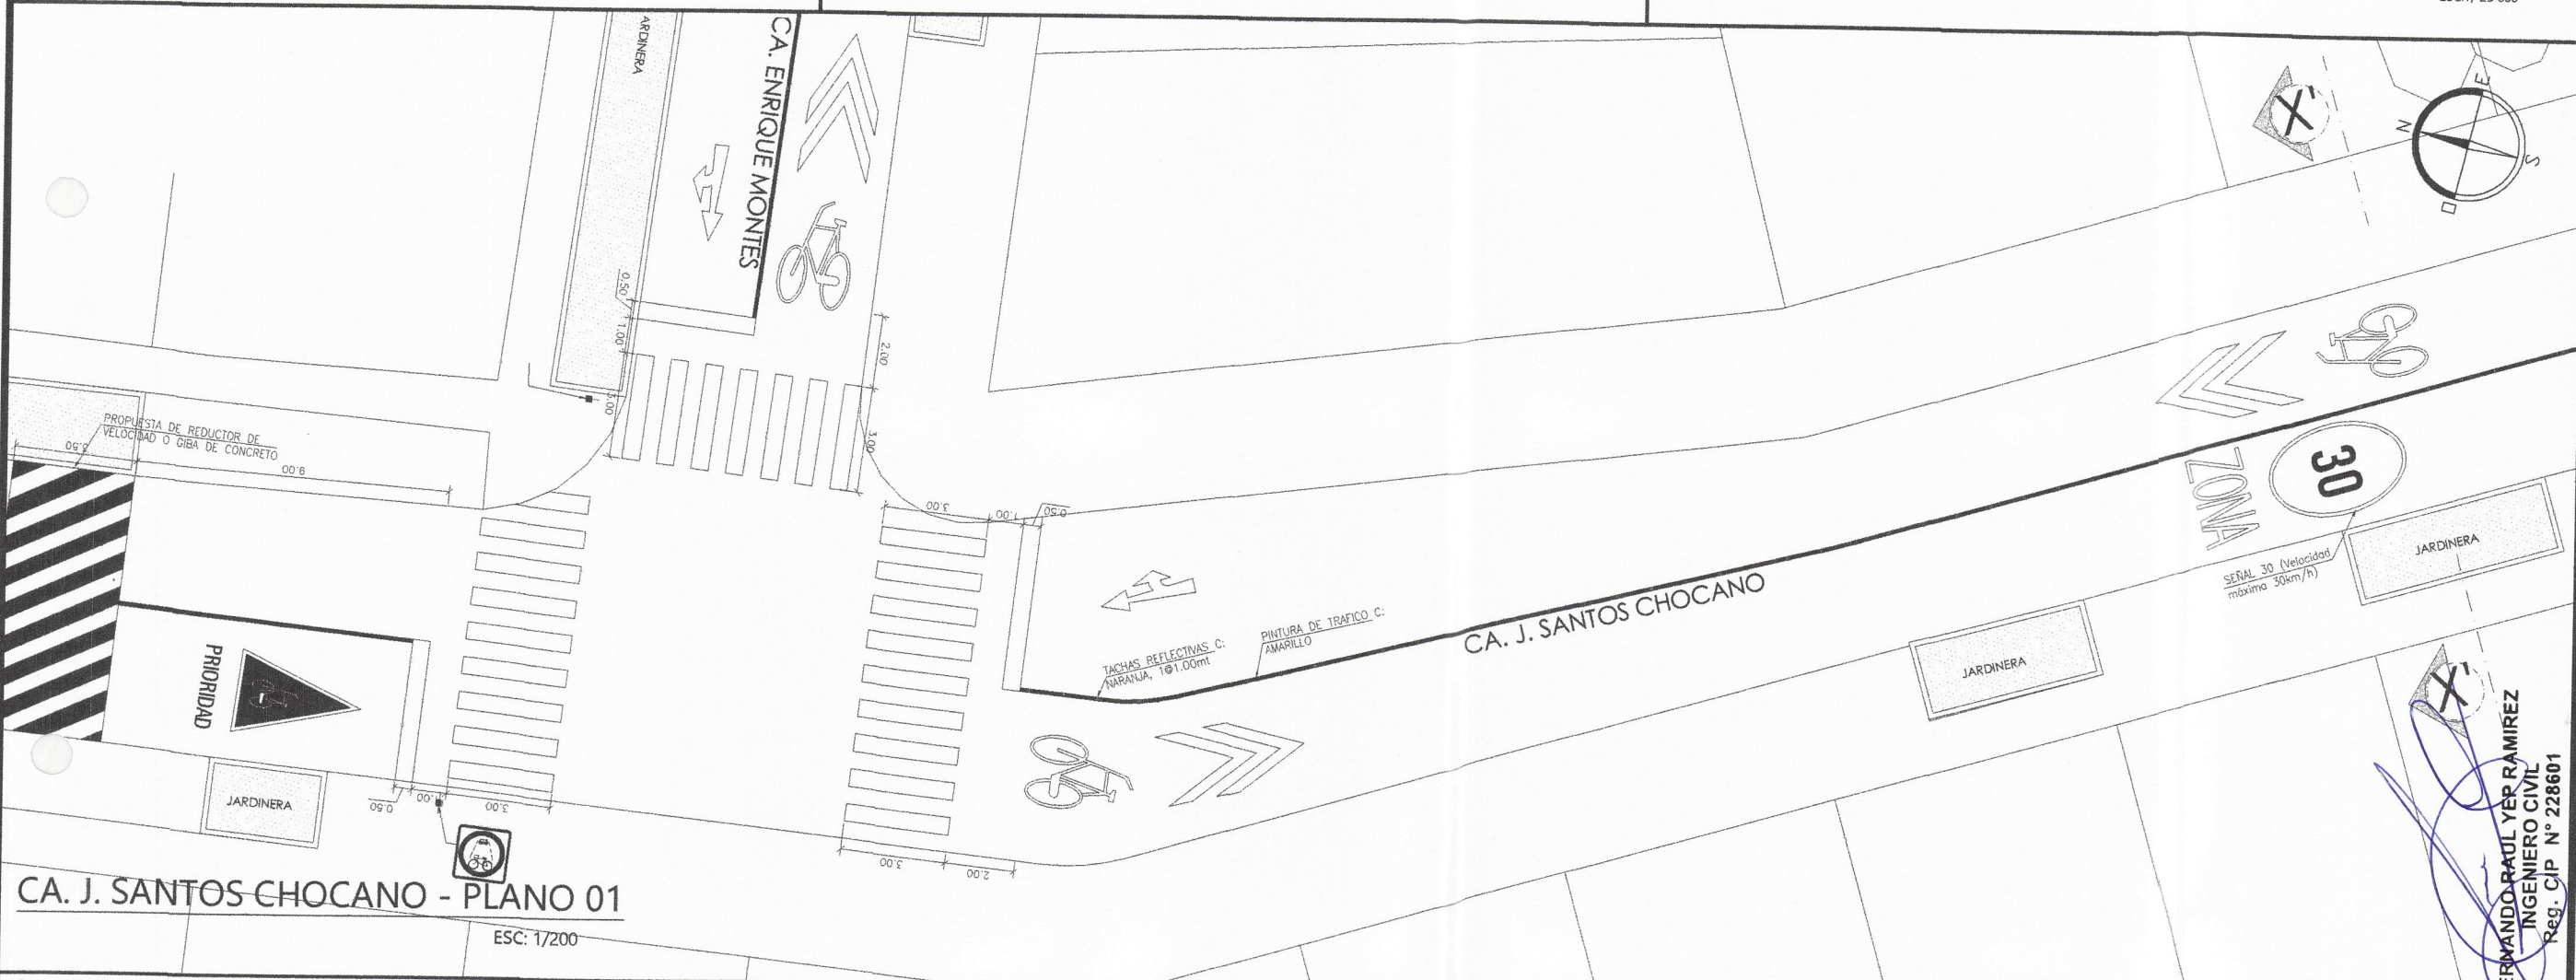 ARDINERA
CA. ENRIQUE MONTES
0.50
1.00
3.00
2.00
3.00
PROPUESTA DE REDUCTOR DE
VELOCIDAD O GIBA DE CONCRETO
3.50
9.00
3.00
1.00
0.50
PRIORIDAD
JARDINERA
0.50
1.00
3.00
3.00
2.00
TACHAS REFLECTIVAS C:
NARANJA, 1@1.00mt
PINTURA DE TRAFICO C:
AMARILLO
CA. J. SANTOS CHOCANO
ZONA
30
SEÑAL 30 (Velocidad
máxima 30km/h)
JARDINERA
JARDINERA
X'
X'
N
E
S
O
CA. J. SANTOS CHOCANO - PLANO 01
ESC: 1/200
RNANDO RAUL YEP RAMIREZ
INGENIERO CIVIL
Reg. CIP N° 228601